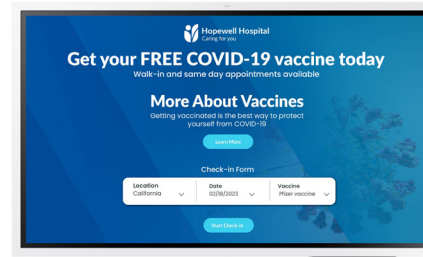 Hopewell Hospital
Caring for you
Get your FREE COVID-19 vaccine today
Walk-in and same day appointments available
More About Vaccines
Getting vaccinated is the best way to protect
yourself from COVID-19
Learn More
Check-in Form
Location Date Vaccine
California 02/18/2023 Pfizer vaccine
Start Check in